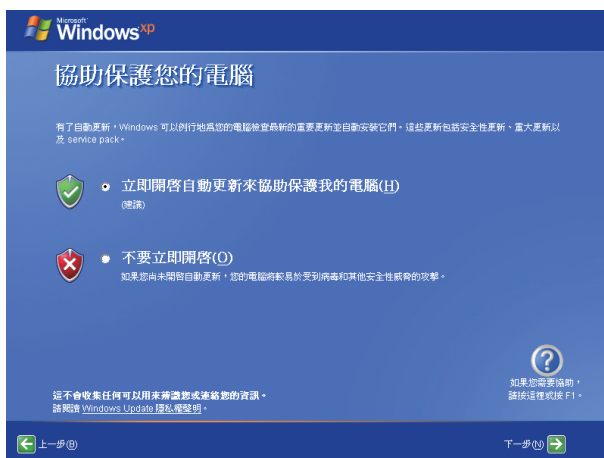 Microsoft
Windows xp
協助保護您的電腦
有了自動更新，Windows 可以例行地為您的電腦檢查最新的重要更新並自動安裝它們。這些更新包括安全性更新、重大更新以
及 service pack。
立即開啓自動更新來協助保護我的電腦(H)
(建議)
不要立即開啓(O)
如果您尚未開啓自動更新，您的電腦將較易於受到病毒和其他安全性威脅的攻擊。
如果您需要協助，
請按這裡或按 F1。
這不會收集任何可以用來辨識您或連絡您的資訊。
請閱讀 Windows Update 隱私權聲明。
上一步(B)
下一步(N)